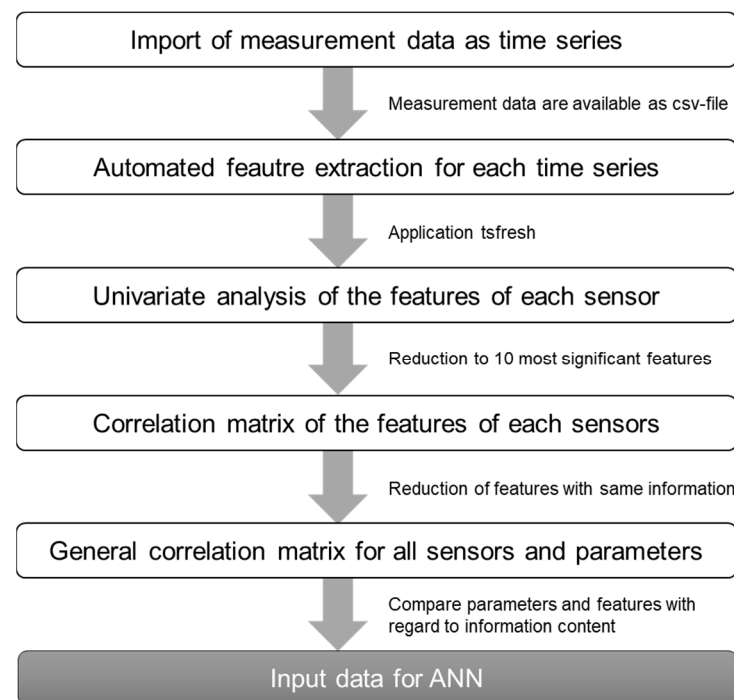 Import of measurement data as time series
Measurement data are available as csv-file
Automated feautre extraction for each time series
Application tsfresh
Univariate analysis of the features of each sensor
Reduction to 10 most significant features
Correlation matrix of the features of each sensors
Reduction of features with same information
General correlation matrix for all sensors and parameters
Compare parameters and features with
regard to information content
Input data for ANN